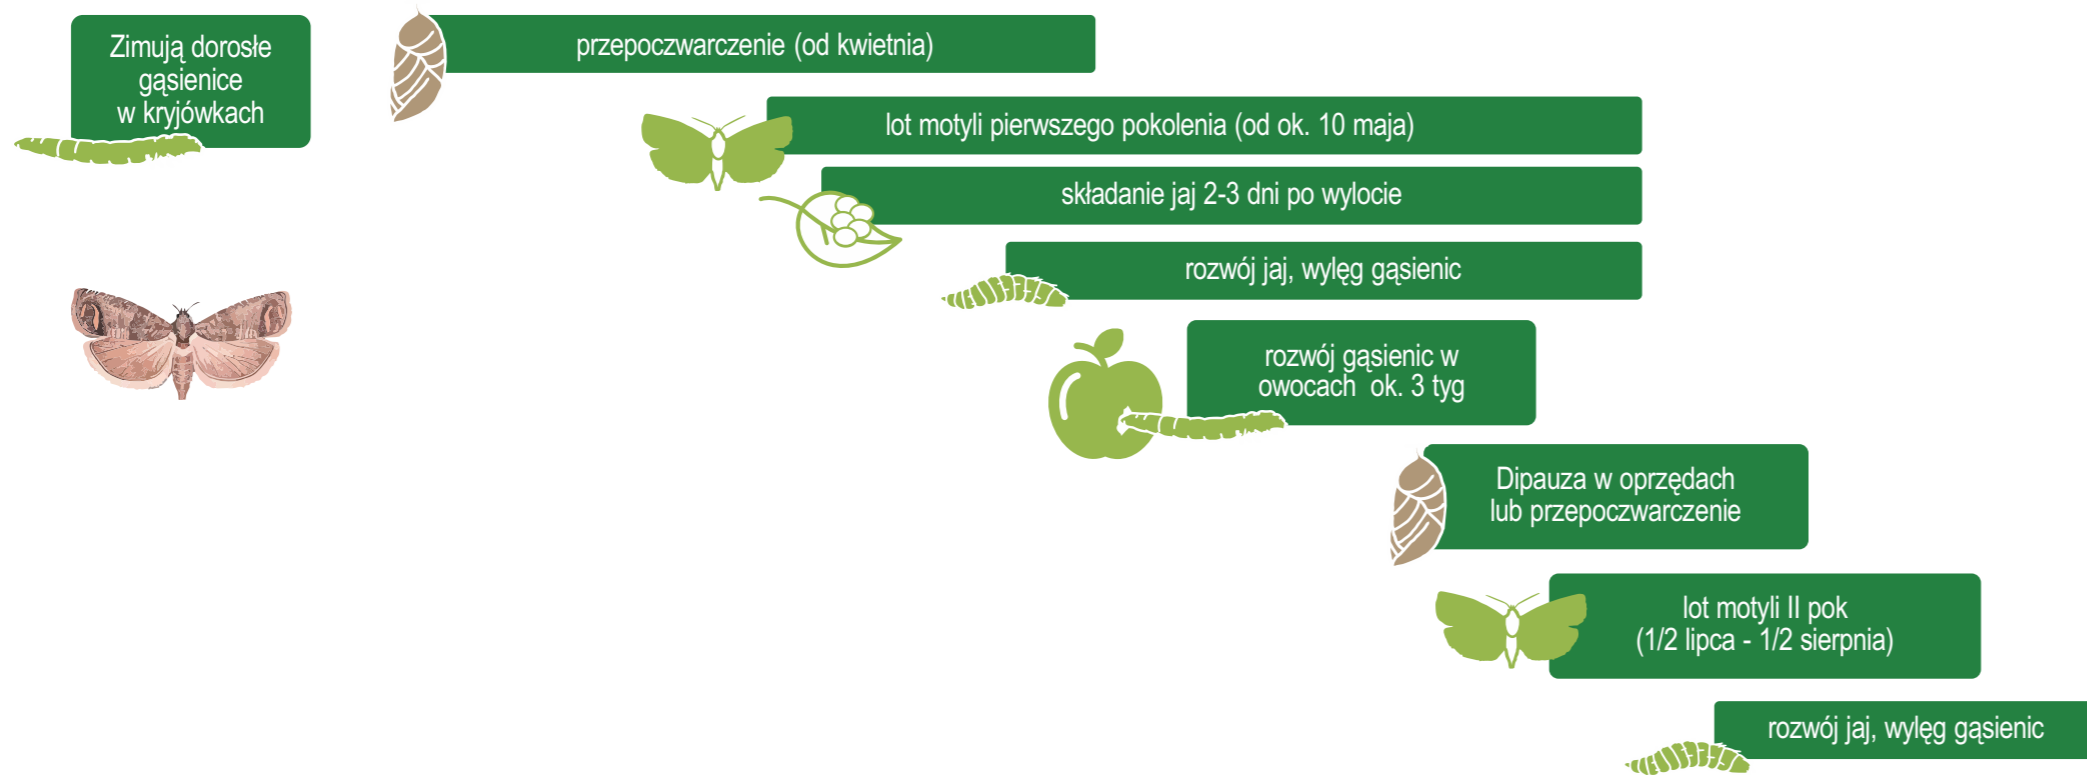 Zimują dorosłe
gąsienice
w kryjówkach
przepoczwarczenie (od kwietnia)
lot motyli pierwszego pokolenia (od ok. 10 maja)
składanie jaj 2-3 dni po wylocie
rozwój jaj, wylęg gąsienic
rozwój gąsienic w
owocach ok. 3 tyg
Dipauza w oprzędach
lub przepoczwarczenie
lot motyli II pok
(1/2 lipca - 1/2 sierpnia)
rozwój jaj, wylęg gąsienic